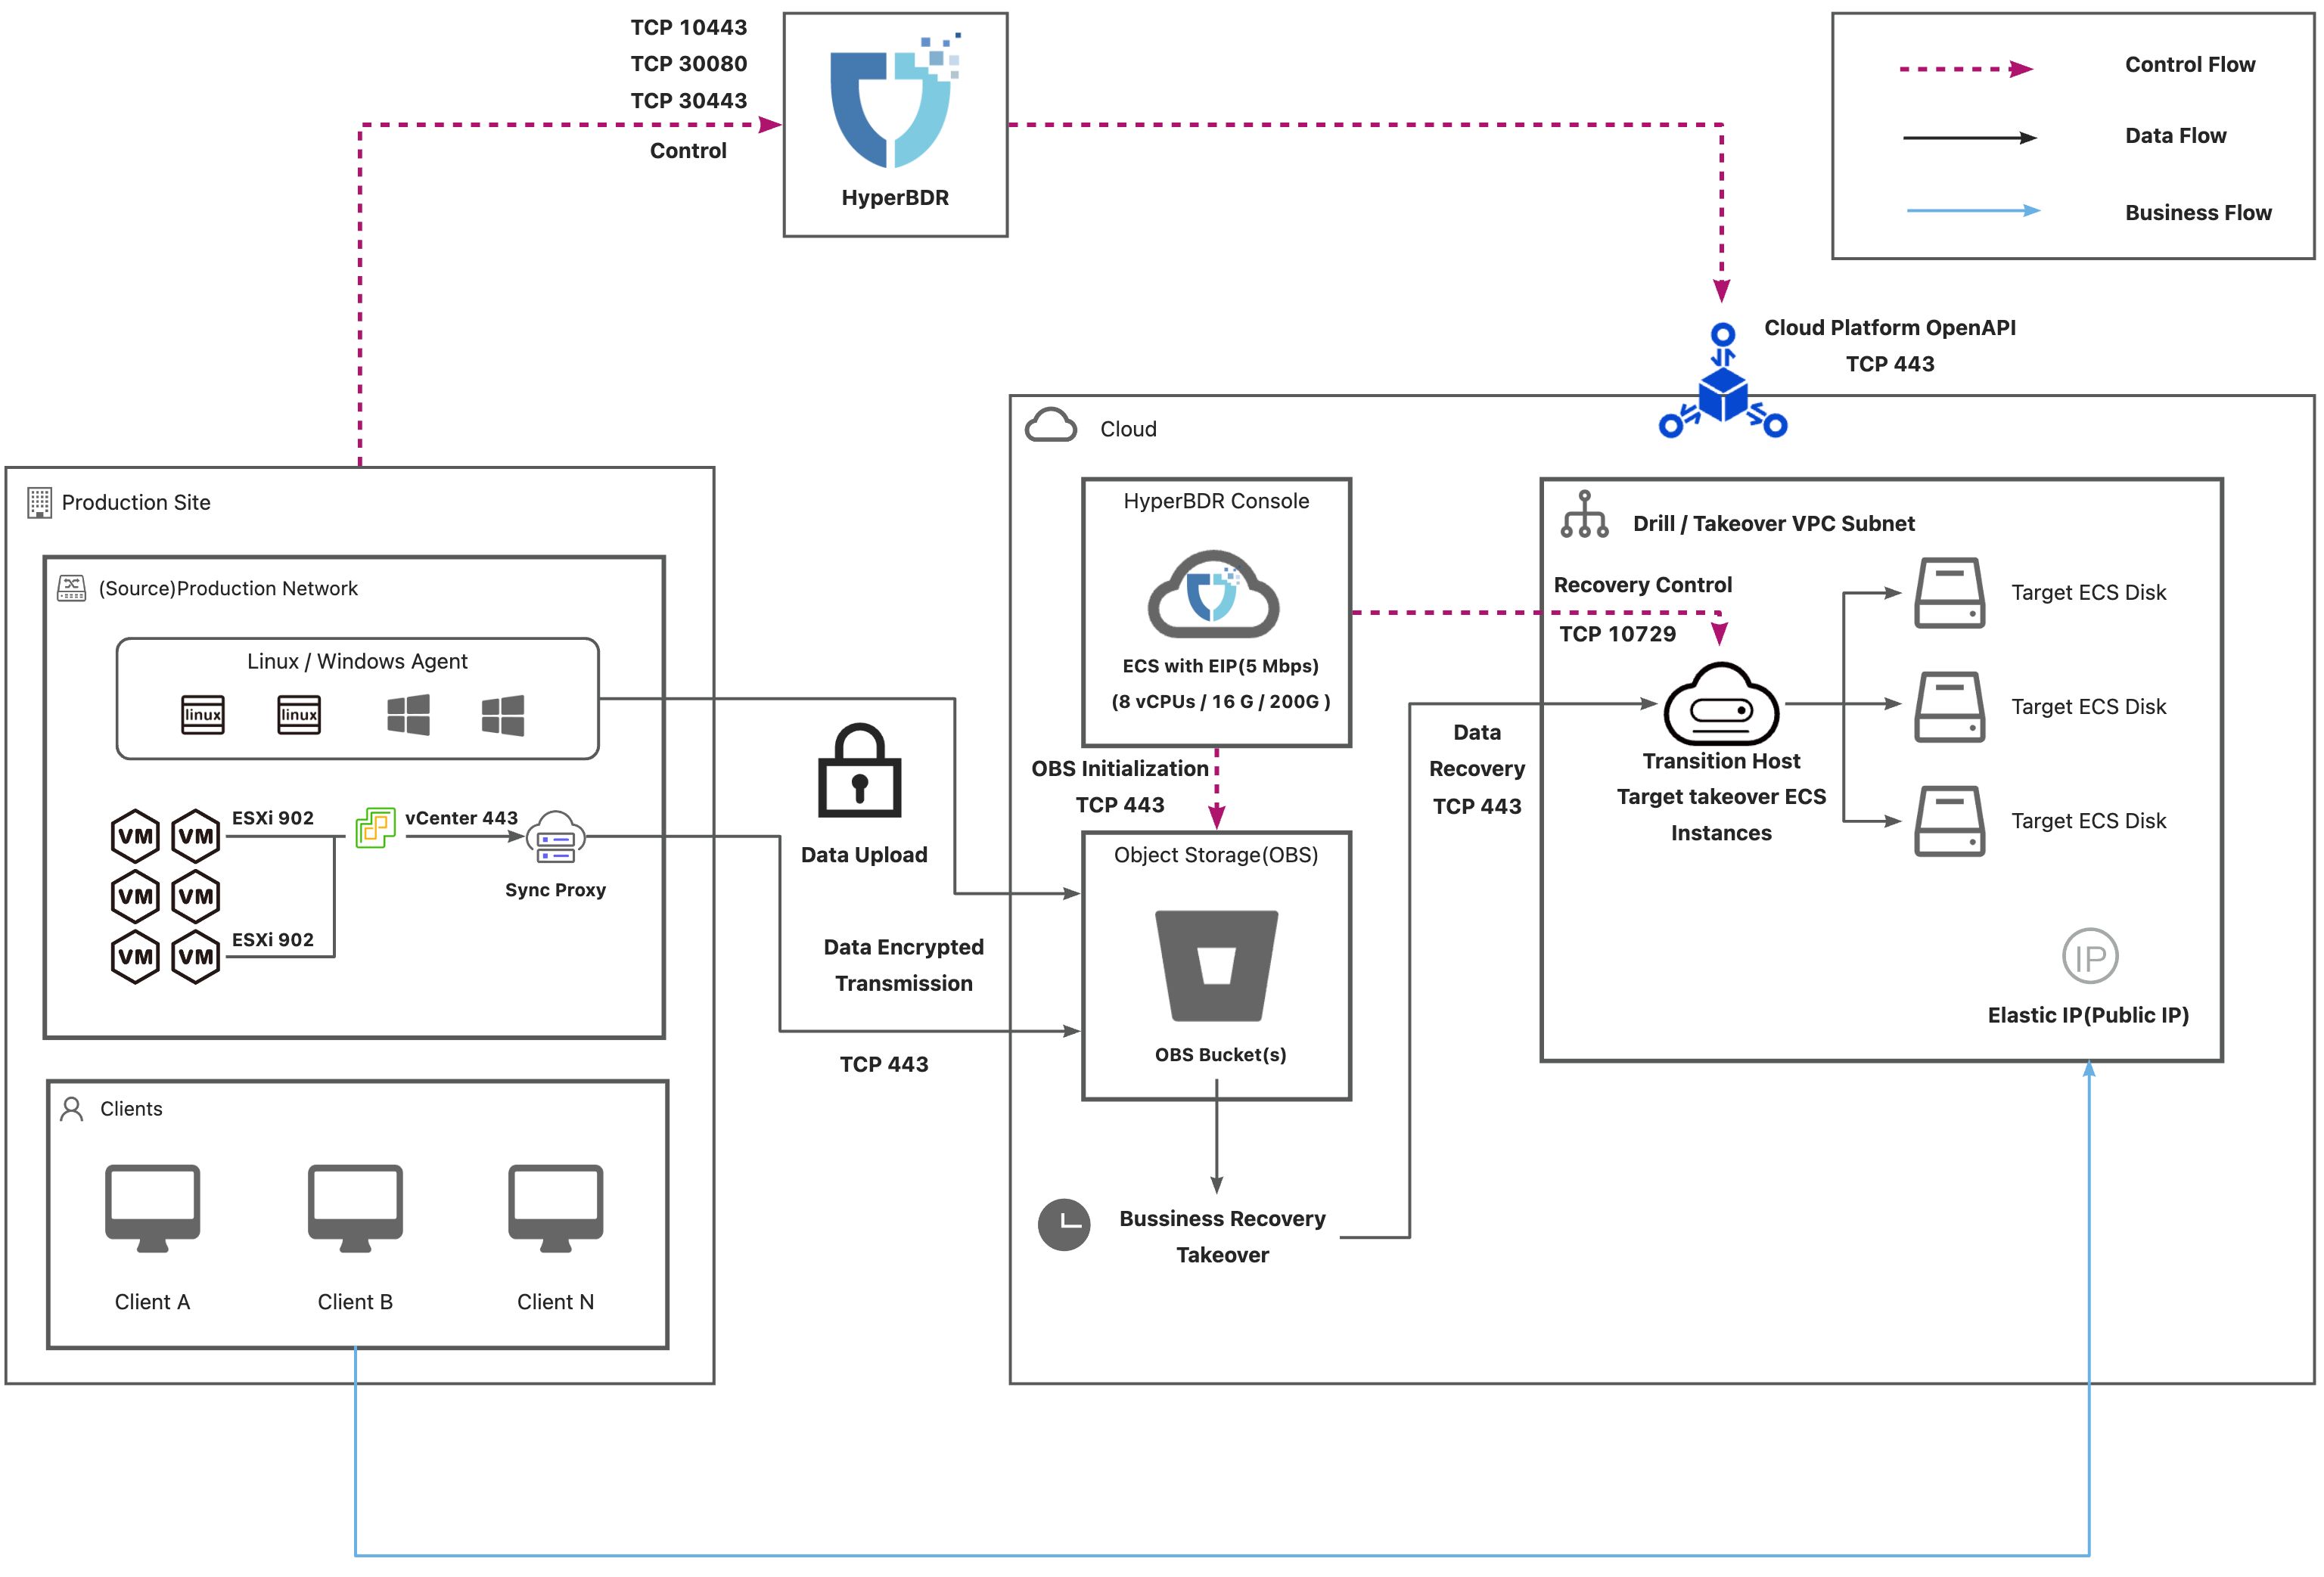 TCP 10443
TCP 30080
TCP 30443
Control
HyperBDR
Control Flow
Data Flow
Business Flow
Cloud Platform OpenAPI
TCP 443
Production Site
(Source)Production Network
Linux / Windows Agent
linux
linux
VM
VM
VM
VM
VM
VM
ESXi 902
ESXi 902
vCenter 443
Sync Proxy
Clients
Client A
Client B
Client N
Data Upload
Data Encrypted
Transmission
TCP 443
Cloud
HyperBDR Console
ECS with EIP(5 Mbps)
(8 vCPUs / 16 G / 200G )
OBS Initialization
TCP 443
Object Storage(OBS)
OBS Bucket(s)
Bussiness Recovery
Takeover
Data
Recovery
TCP 443
Drill / Takeover VPC Subnet
Recovery Control
TCP 10729
Transition Host
Target takeover ECS
Instances
Target ECS Disk
Target ECS Disk
Target ECS Disk
IP
Elastic IP(Public IP)